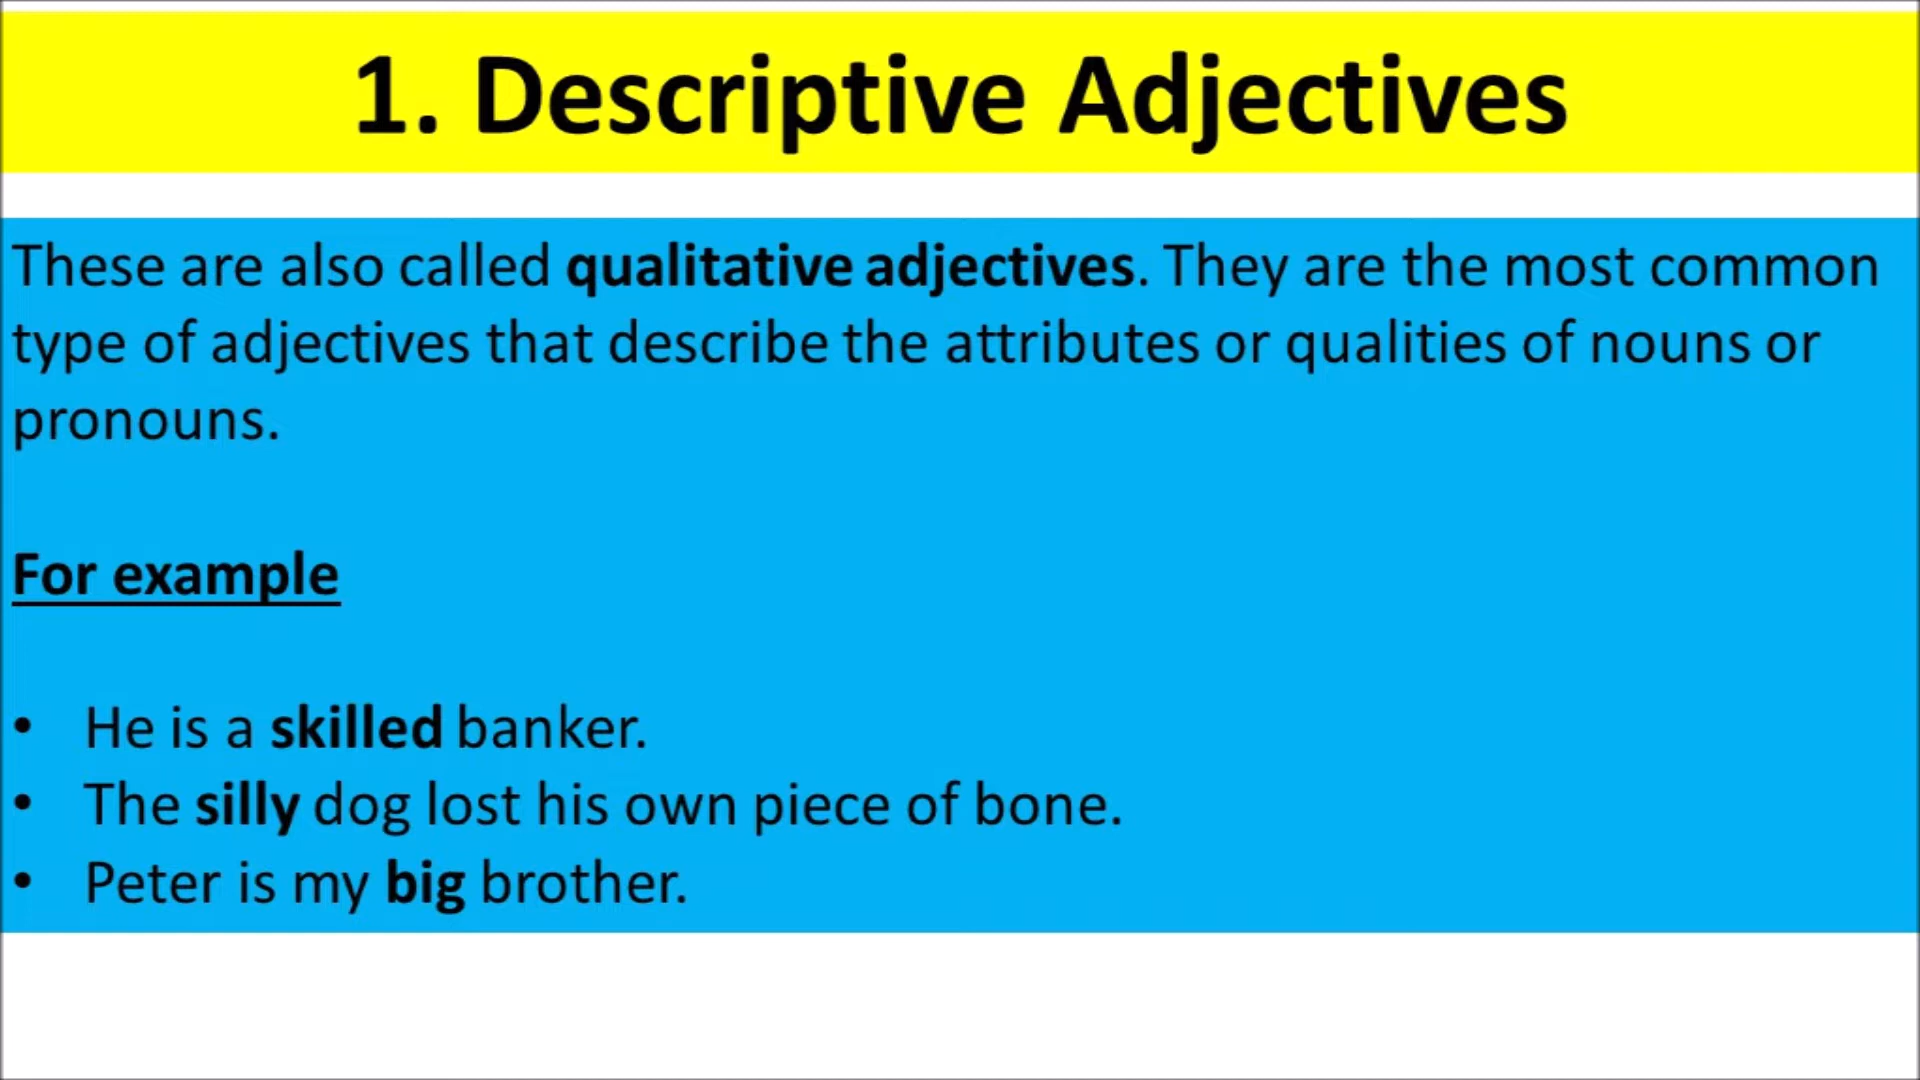 1. Descriptive Adjectives
These are also called qualitative adjectives. They are the most common
type of adjectives that describe the attributes or qualities of nouns or
pronouns.
For example
• He is a skilled banker.
• The silly dog lost his own piece of bone.
• Peter is my big brother.